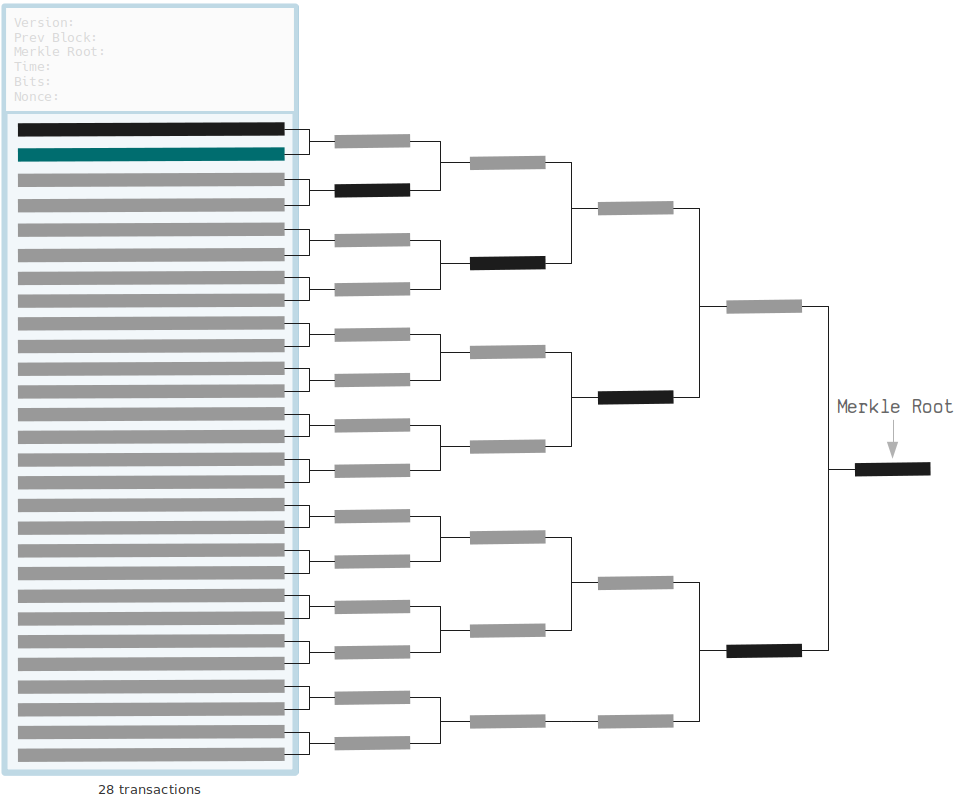 Version:
Prev Block:
Merkle Root:
Time:
Bits:
Nonce:
Merkle Root
28 transactions